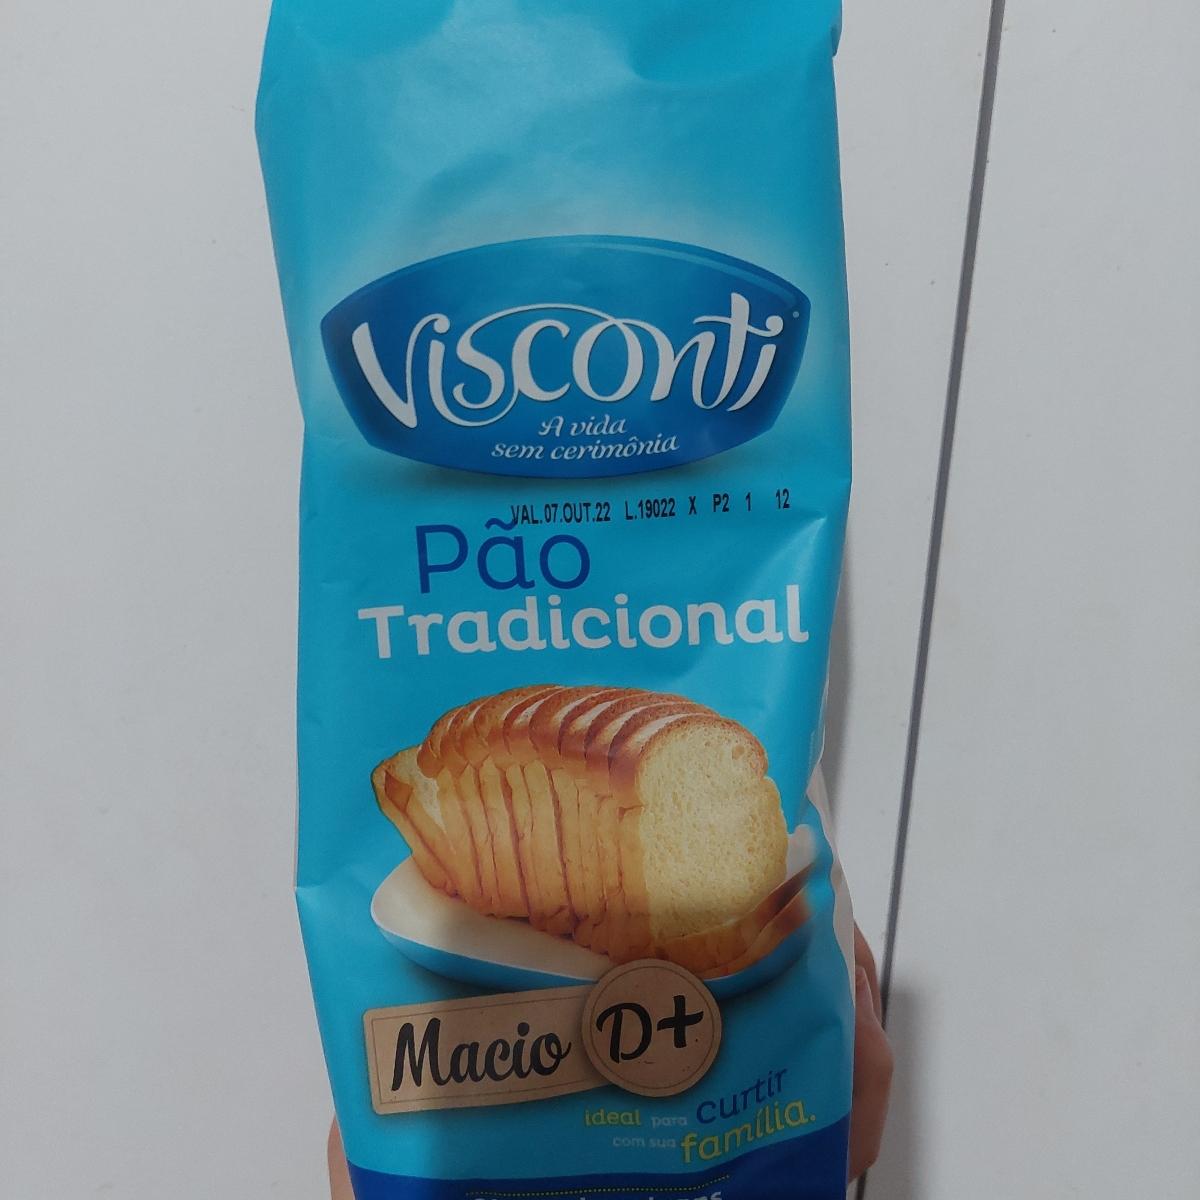 Visconti
A vida
sem cerimônia
VAL.07.OUT.22 L.19022 X P2 1 12
Pão
Tradicional
Macio D+
ideal para curtir
com sua família.